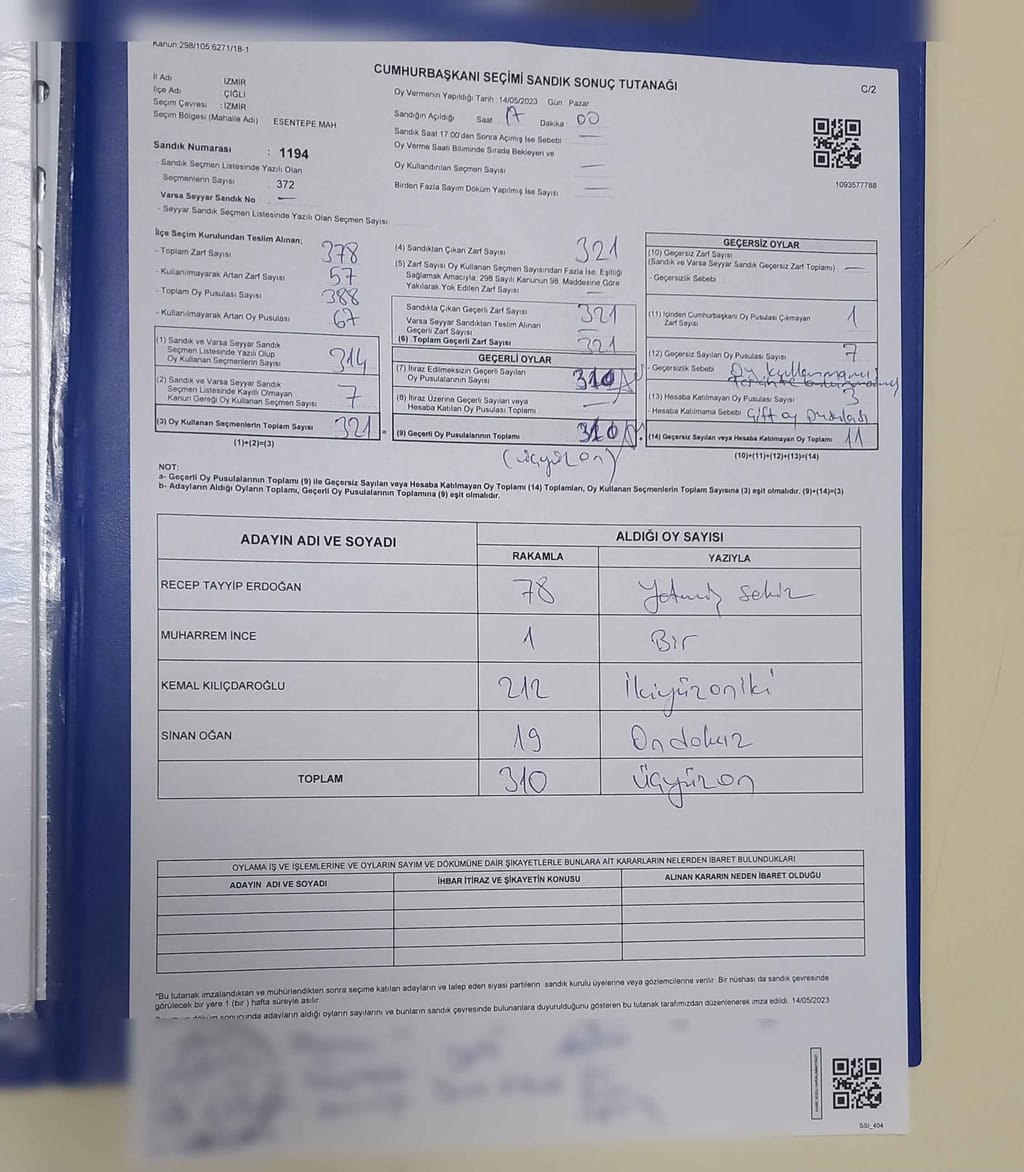 Kanun:298/105 6271/18-1
CUMHURBAŞKANI SEÇİMİ SANDIK SONUÇ TUTANAĞI
C/2
İl Adı İZMİR
İlçe Adı ÇİĞLİ
Seçim Çevresi : İZMİR
Seçim Bölgesi (Mahalle Adı) ESENTEPE MAH
Sandık Numarası : 1194
- Sandık Seçmen Listesinde Yazılı Olan
Seçmenlerin Sayısı : 372
Varsa Seyyar Sandık No : —
- Seyyar Sandık Seçmen Listesinde Yazılı Olan Seçmen Sayısı
Oy Vermenin Yapıldığı Tarih : 14/05/2023 Gün Pazar
Sandığın Açıldığı Saat 17 Dakika 00
Sandık Saat 17 00'den Sonra Açımış İse Sebebi —
Oy Verme Saati Bitiminde Sırada Bekleyen ve
Oy Kullandırılan Seçmen Sayısı —
Birden Fazla Sayım Döküm Yapılmış İse Sayısı —
1093577788
İlçe Seçim Kurulundan Teslim Alınan;
- Toplam Zarf Sayısı 378
- Kullanılmayarak Artan Zarf Sayısı 57
- Toplam Oy Pusulası Sayısı 388
- Kullanılmayarak Artan Oy Pusulası 67
(1) Sandık ve Varsa Seyyar Sandık
Seçmen Listesinde Yazılı Olup
Oy Kullanan Seçmenlerin Sayısı 314
(2) Sandık ve Varsa Seyyar Sandık
Seçmen Listesinde Kayıtlı Olmayan
Kanun Gereği Oy Kullanan Seçmen Sayısı 7
(3) Oy Kullanan Seçmenlerin Toplam Sayısı 321 =
(1)+(2)=(3)
(4) Sandıktan Çıkan Zarf Sayısı 321
(5) Zarf Sayısı Oy Kullanan Seçmen Sayısından Fazla İse, Eşitliği
Sağlamak Amacıyla, 298 Sayılı Kanunun 98. Maddesine Göre
Yakılarak Yok Edilen Zarf Sayısı —
Sandıkta Çıkan Geçerli Zarf Sayısı 321
Varsa Seyyar Sandıktan Teslim Alınan
Geçerli Zarf Sayısı —
(6) Toplam Geçerli Zarf Sayısı 321
GEÇERLİ OYLAR
(7) İtiraz Edilmeksizin Geçerli Sayılan
Oy Pusulalarının Sayısı 310
(8) İtiraz Üzerine Geçerli Sayılan veya
Hesaba Katılan Oy Pusulası Toplamı —
(9) Geçerli Oy Pusulalarının Toplamı 310
(üçyüzon)
GEÇERSİZ OYLAR
(10) Geçersiz Zarf Sayısı
(Sandık ve Varsa Seyyar Sandık Geçersiz Zarf Toplamı) —
- Geçersizlik Sebebi
(11) İçinden Cumhurbaşkanı Oy Pusulası Çıkmayan
Zarf Sayısı 1
(12) Geçersiz Sayılan Oy Pusulası Sayısı 7
- Geçersizlik Sebebi Oy kullanmamış
(13) Hesaba Katılmayan Oy Pusulası Sayısı 3
- Hesaba Katılmama Sebebi Çift oy pusulası
(14) Geçersiz Sayılan veya Hesaba Katılmayan Oy Toplamı 11
(10)+(11)+(12)+(13)=(14)
NOT:
a- Geçerli Oy Pusulalarının Toplamı (9) ile Geçersiz Sayılan veya Hesaba Katılmayan Oy Toplamı (14) Toplamları, Oy Kullanan Seçmenlerin Toplam Sayısına (3) eşit olmalıdır. (9)+(14)=(3)
b- Adayların Aldığı Oyların Toplamı, Geçerli Oy Pusulalarının Toplamına (9) eşit olmalıdır.
ADAYIN ADI VE SOYADI ALDIĞI OY SAYISI
RAKAMLA YAZIYLA
RECEP TAYYİP ERDOĞAN 78 Yetmiş sekiz
MUHARREM İNCE 1 Bir
KEMAL KILIÇDAROĞLU 212 İkiyüzoniki
SİNAN OĞAN 19 Ondokuz
TOPLAM 310 üçyüzon
OYLAMA İŞ VE İŞLEMLERİNE VE OYLARIN SAYIM VE DÖKÜMÜNE DAİR ŞİKAYETLERLE BUNLARA AİT KARARLARIN NELERDEN İBARET BULUNDUKLARI
ADAYIN ADI VE SOYADI İHBAR İTİRAZ VE ŞİKAYETİN KONUSU ALINAN KARARIN NEDEN İBARET OLDUĞU
*Bu tutanak imzalandıktan ve mühürlendikten sonra seçime katılan adayların ve talep eden siyasi partilerin sandık kurulu üyelerine veya gözlemcilerine verilir. Bir nüshası da sandık çevresinde
görülecek bir yere 1 (bir ) hafta süreyle asılır.
döküm sonucunda adayların aldığı oyların sayılarını ve bunların sandık çevresinde bulunanlara duyurulduğunu gösteren bu tutanak tarafımızdan düzenlenerek imza edildi. 14/05/2023
SSI_404